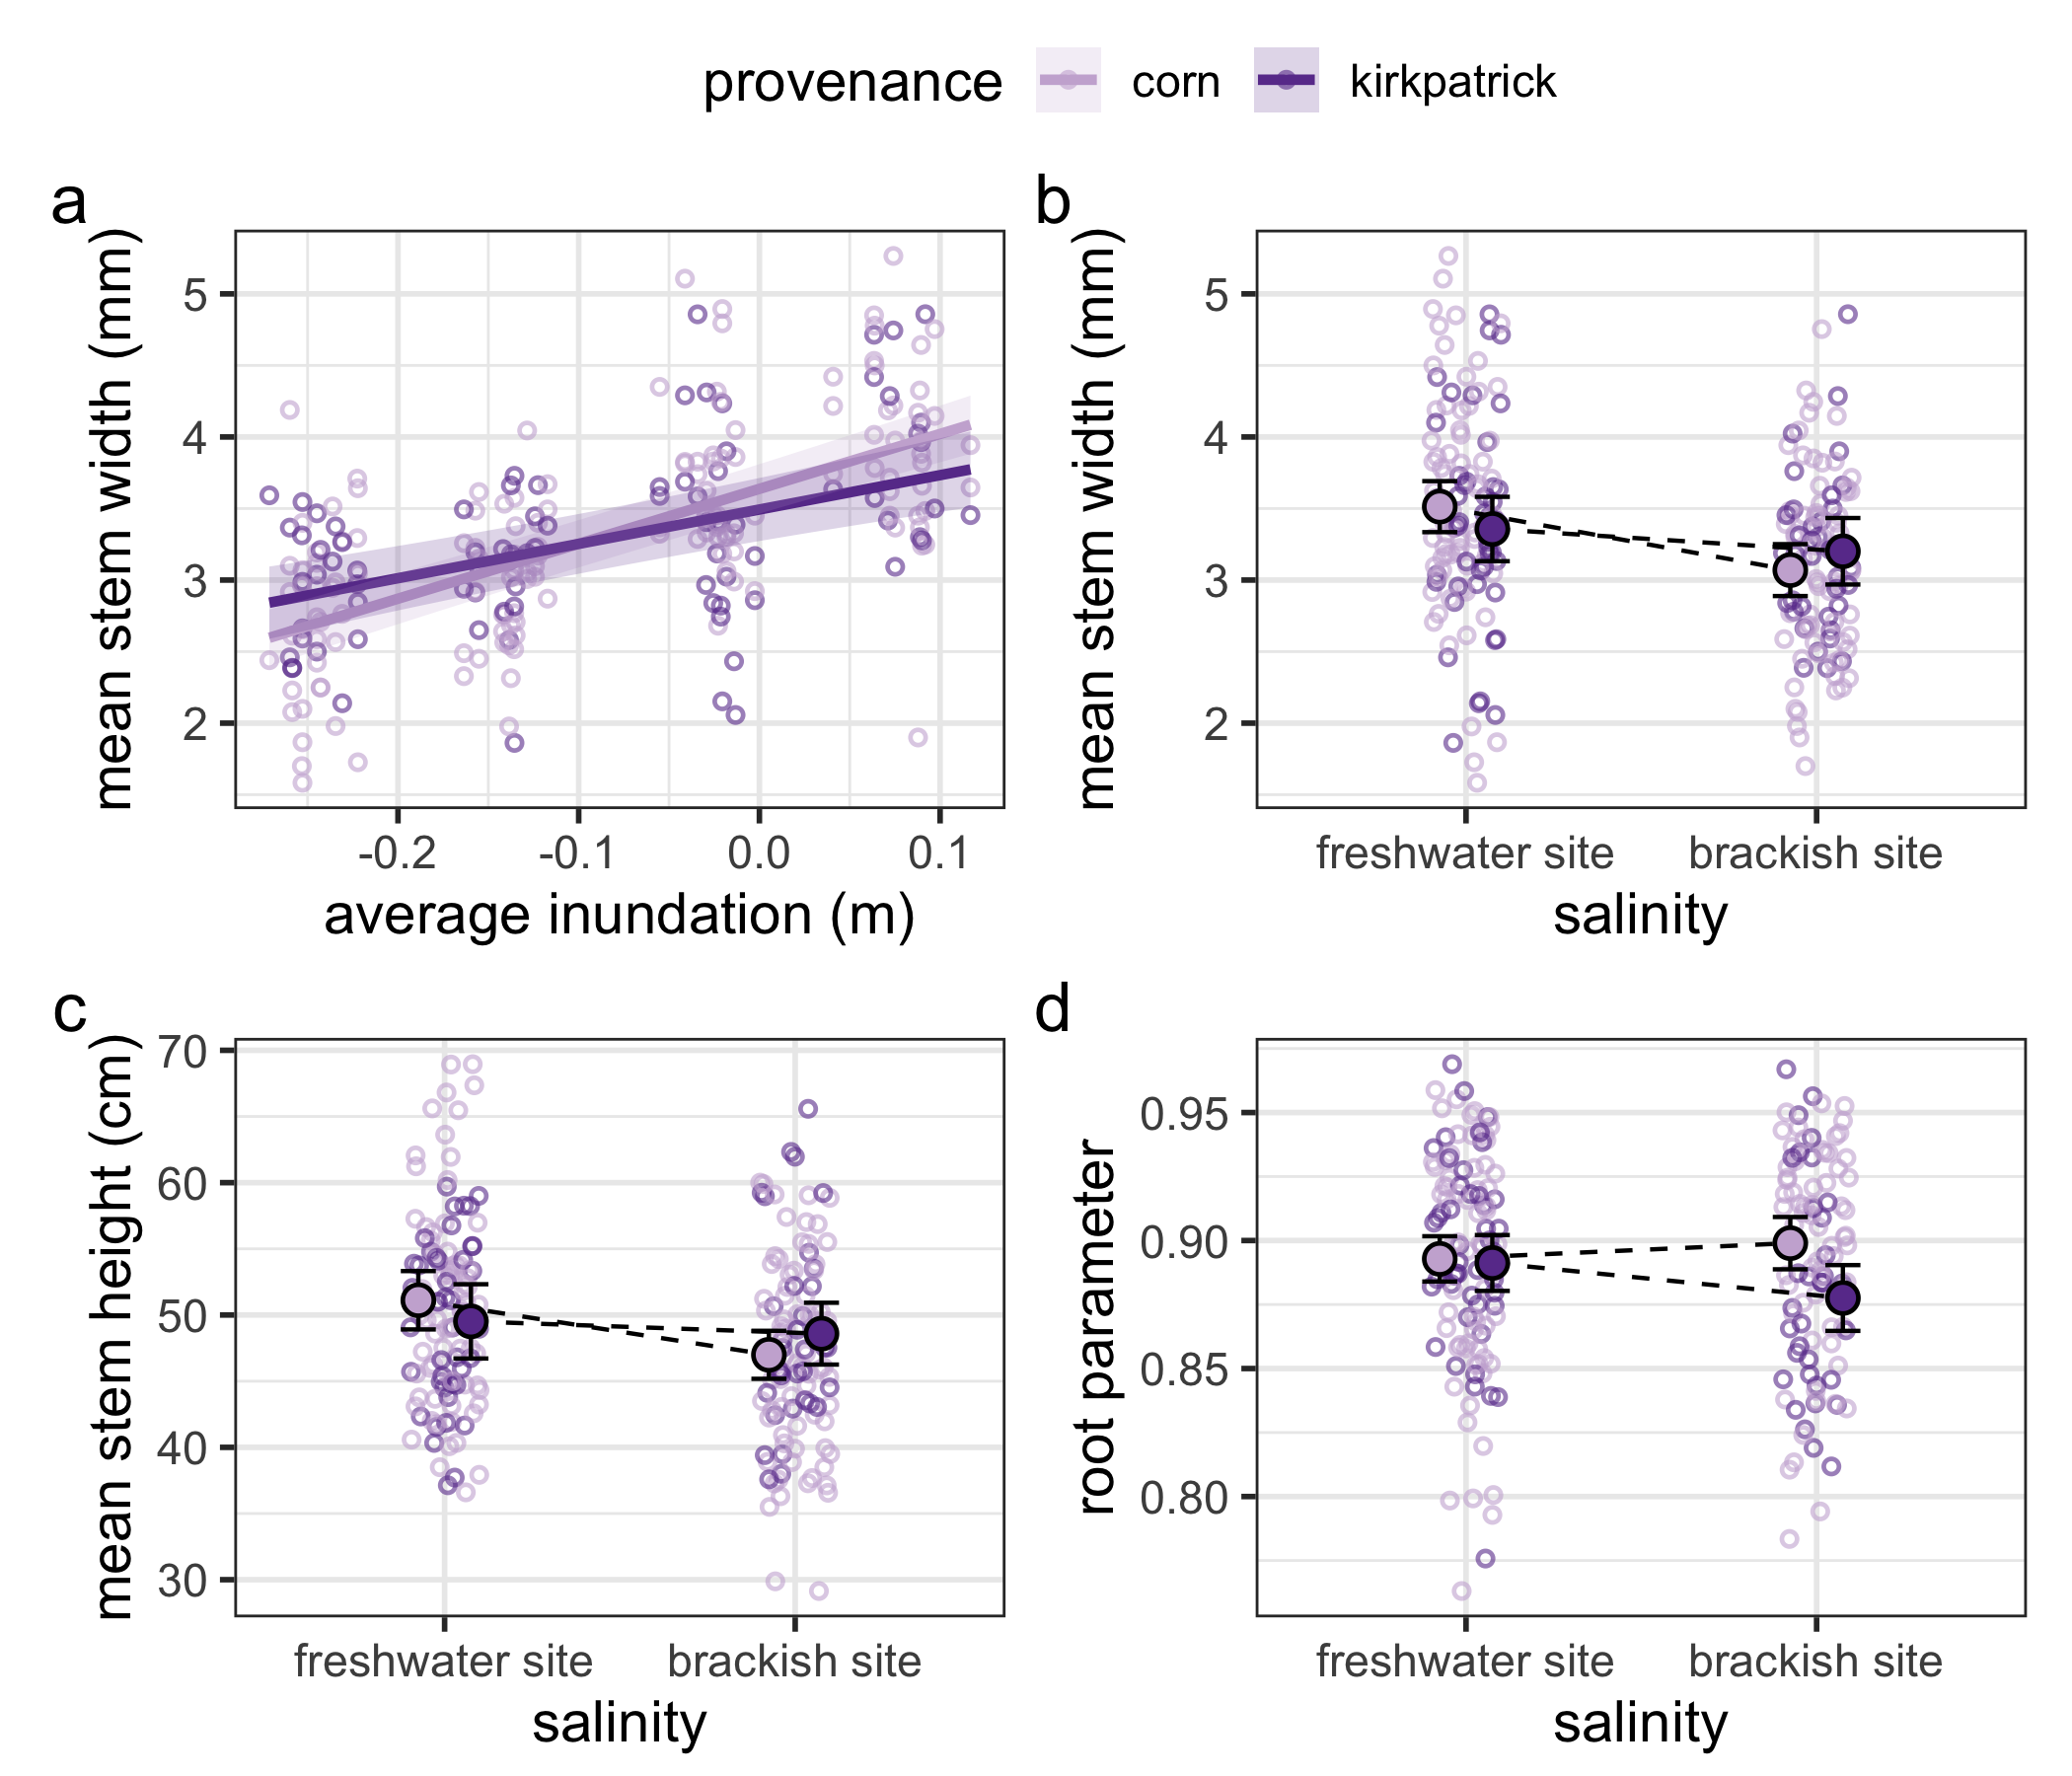 provenance corn kirkpatrick
a
mean stem width (mm)
5
4
3
2
-0.2 -0.1 0.0 0.1
average inundation (m)
b
mean stem width (mm)
5
4
3
2
freshwater site brackish site
salinity
c
mean stem height (cm)
70
60
50
40
30
freshwater site brackish site
salinity
d
root parameter
0.95
0.90
0.85
0.80
freshwater site brackish site
salinity